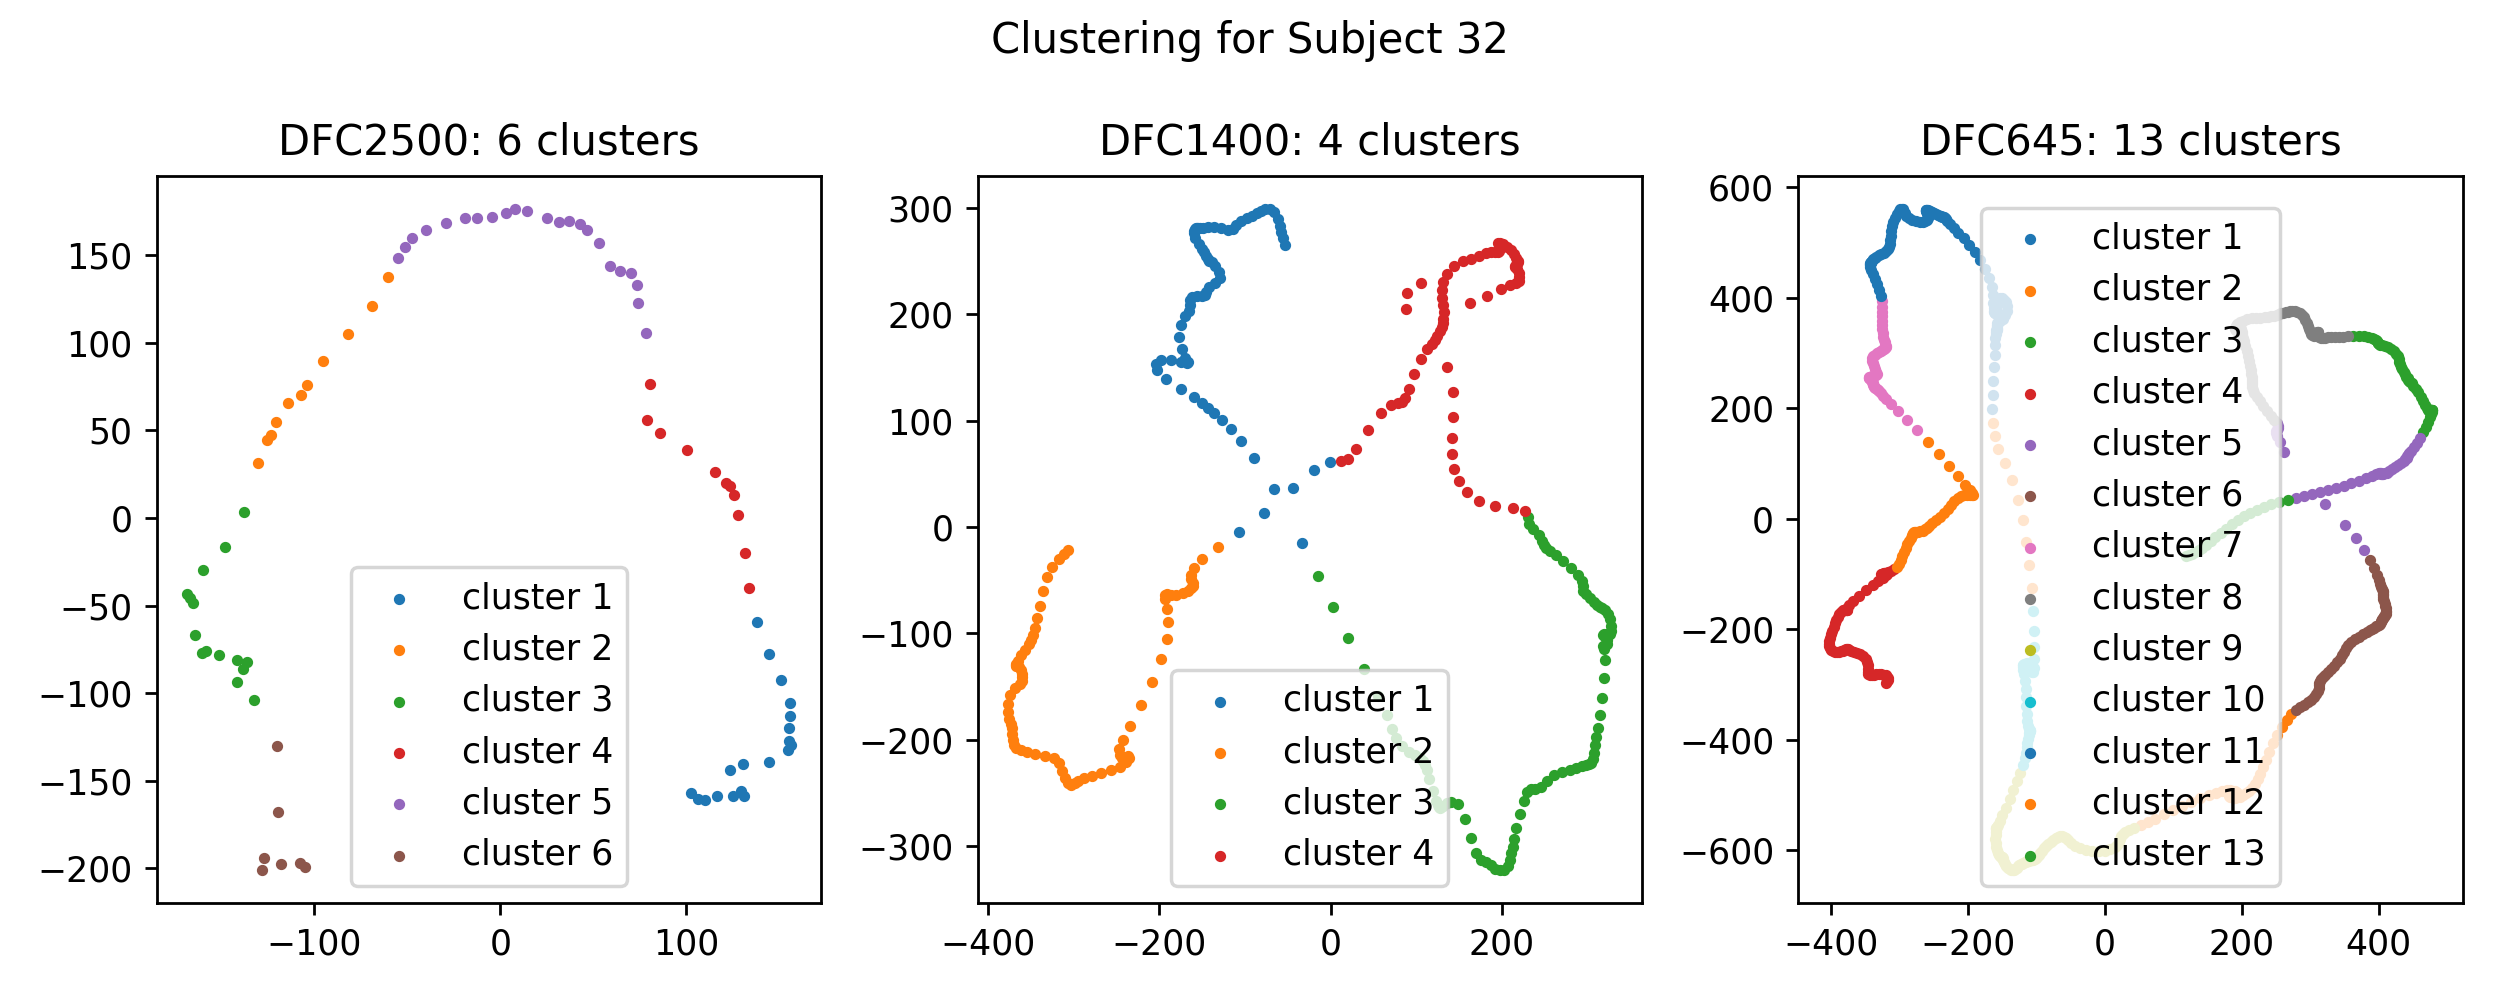 Clustering for Subject 32
DFC2500: 6 clusters
150
100
50
0
−50
−100
−150
−200
−100
0
100
cluster 1
cluster 2
cluster 3
cluster 4
cluster 5
cluster 6
DFC1400: 4 clusters
300
200
100
0
−100
−200
−300
−400
−200
0
200
cluster 1
cluster 2
cluster 3
cluster 4
DFC645: 13 clusters
600
400
200
0
−200
−400
−600
−400
−200
0
200
400
cluster 1
cluster 2
cluster 3
cluster 4
cluster 5
cluster 6
cluster 7
cluster 8
cluster 9
cluster 10
cluster 11
cluster 12
cluster 13